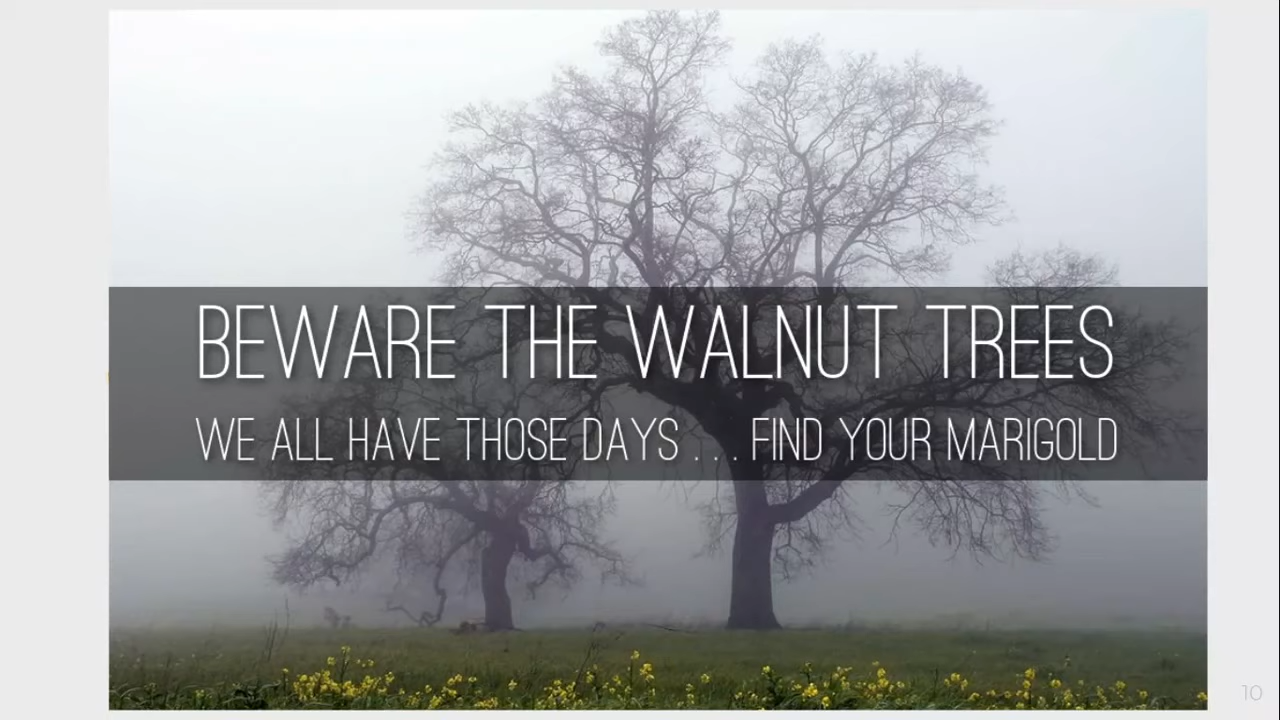 BEWARE THE WALNUT TREES
WE ALL HAVE THOSE DAYS . . . FIND YOUR MARIGOLD
10